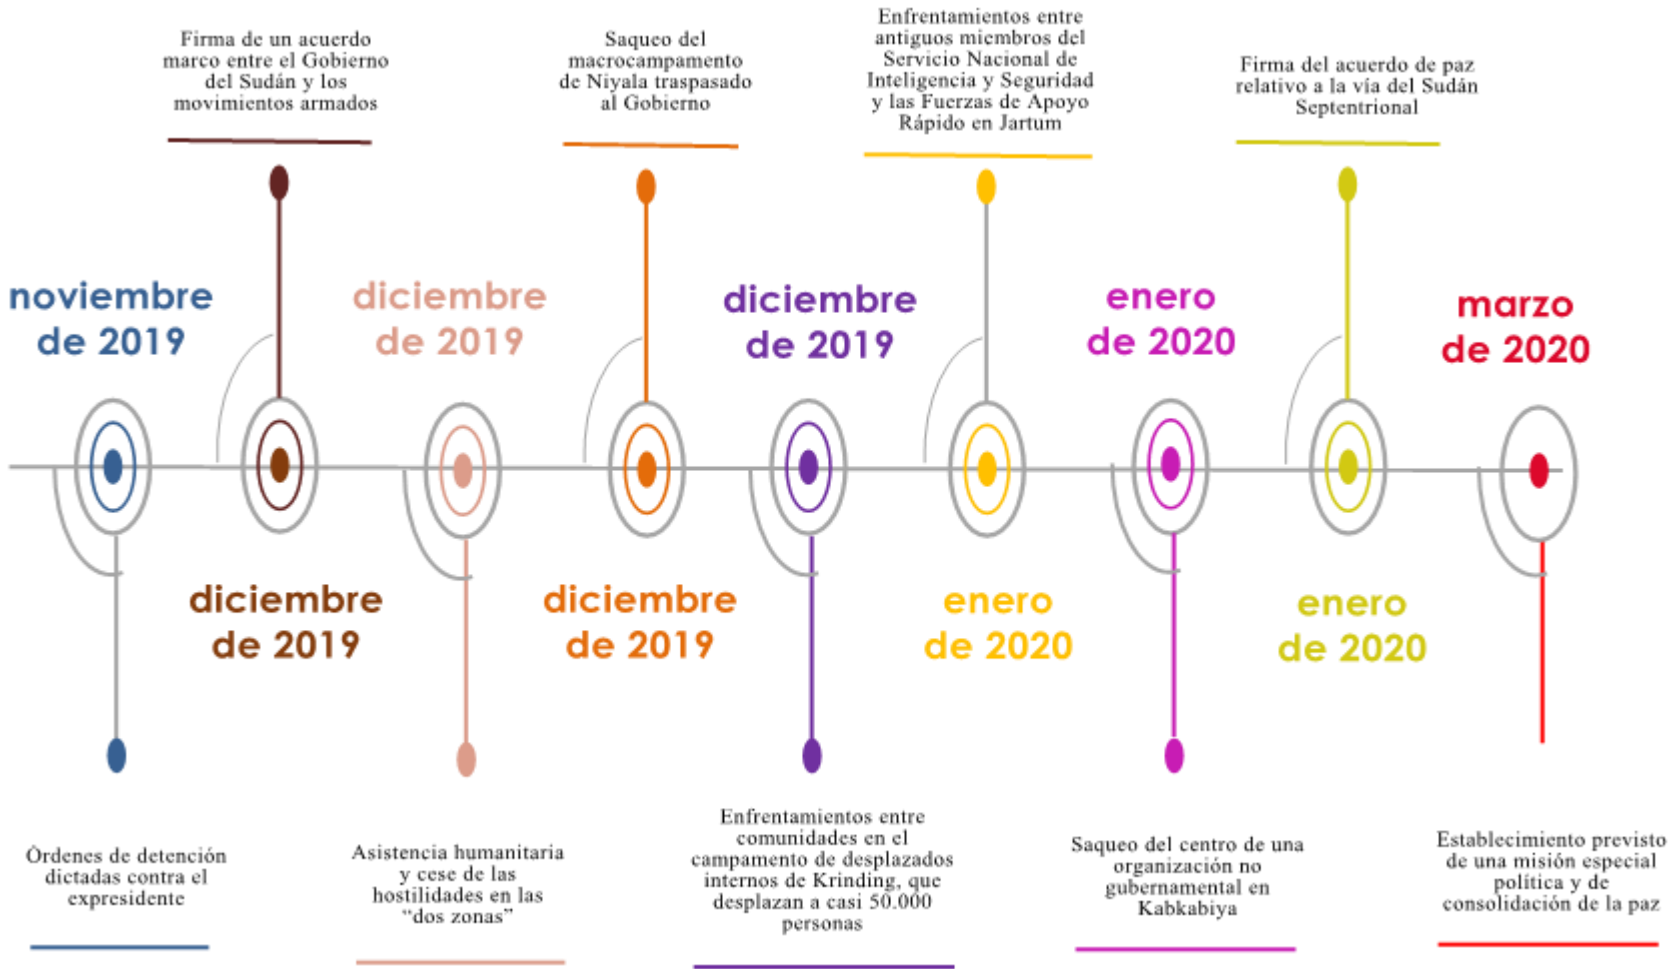 Firma de un acuerdo
marco entre el Gobierno
del Sudán y los
movimientos armados
Saqueo del
macrocampamento
de Niyala traspasado
al Gobierno
Enfrentamientos entre
antiguos miembros del
Servicio Nacional de
Inteligencia y Seguridad
y las Fuerzas de Apoyo
Rápido en Jartum
Firma del acuerdo de paz
relativo a la vía del Sudán
Septentrional
noviembre
de 2019
diciembre
de 2019
diciembre
de 2019
enero
de 2020
marzo
de 2020
diciembre
de 2019
diciembre
de 2019
enero
de 2020
enero
de 2020
Órdenes de detención
dictadas contra el
expresidente
Asistencia humanitaria
y cese de las
hostilidades en las
“dos zonas”
Enfrentamientos entre
comunidades en el
campamento de desplazados
internos de Krinding, que
desplazan a casi 50.000
personas
Saqueo del centro de una
organización no
gubernamental en
Kabkabiya
Establecimiento previsto
de una misión especial
política y de
consolidación de la paz